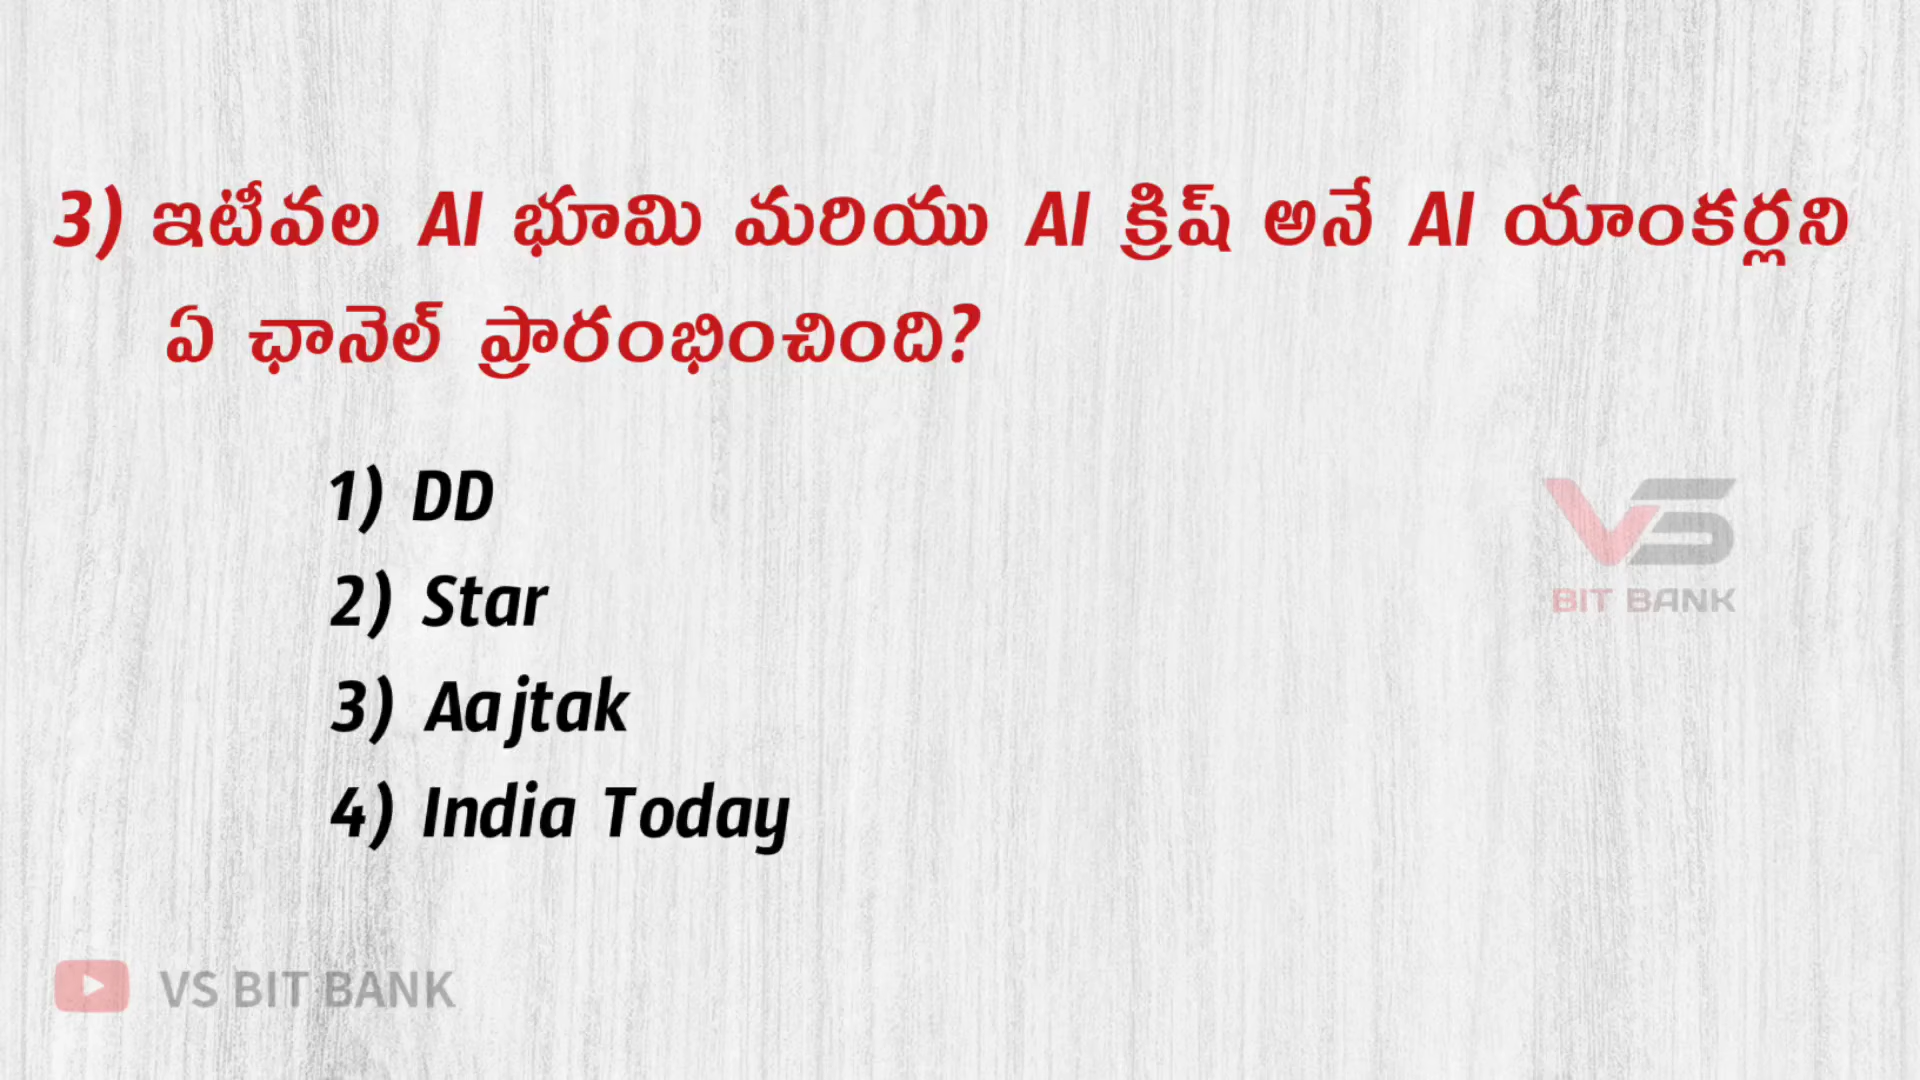 3) ఇటీవల AI భూమి మరియు AI క్రిష్ అనే AI యాంకర్లని
ఏ ఛానెల్ ప్రారంభించింది?
1) DD
2) Star
3) Aajtak
4) India Today
VS
BIT BANK
VS BIT BANK